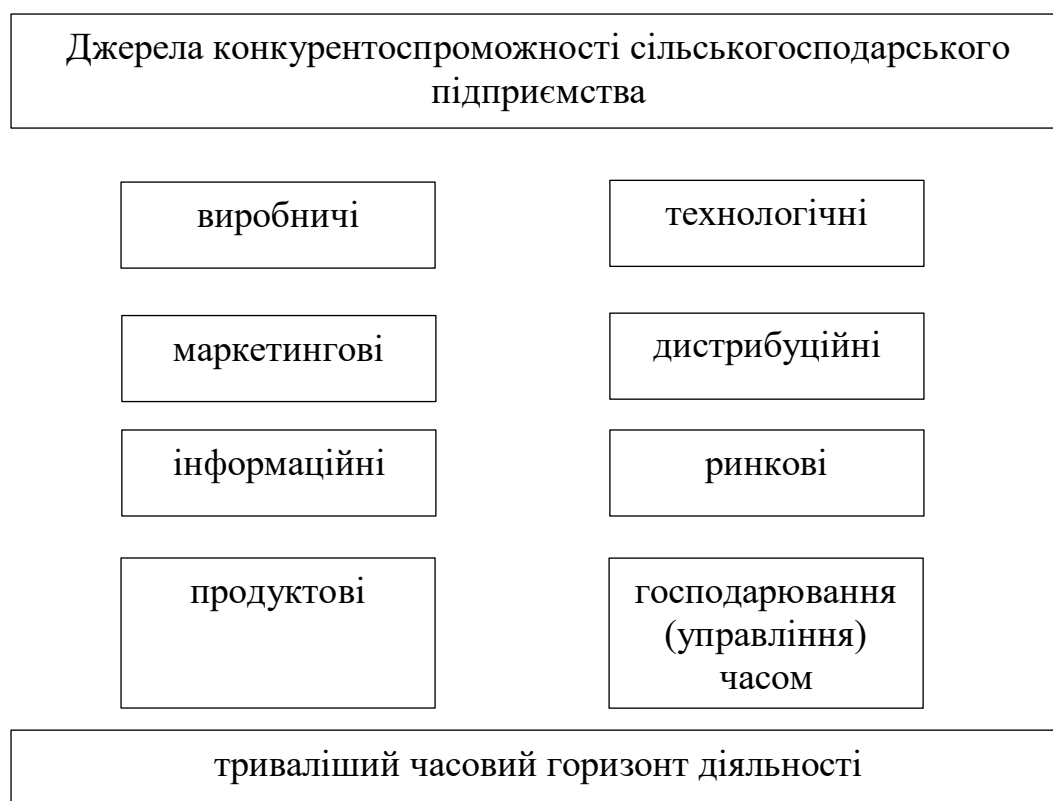 Джерела конкурентоспроможності сільськогосподарського
підприємства
виробничі
технологічні
маркетингові
дистрибуційні
інформаційні
ринкові
продуктові
господарювання
(управління)
часом
триваліший часовий горизонт діяльності